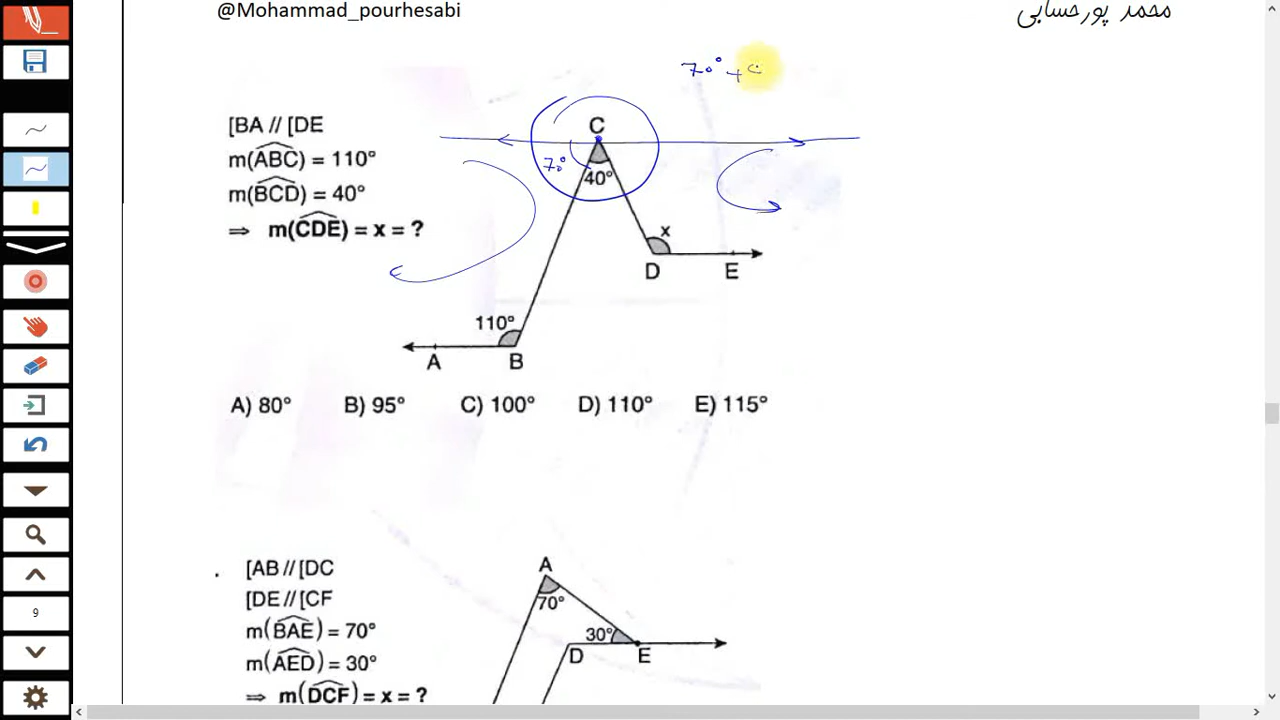 @Mohammad_pourhesabi
محمد پورحسابی
70° +
[BA // [DE
m(ABC) = 110°
m(BCD) = 40°
⇒ m(CDE) = x = ?
C
70°
40°
x
D E
110°
A B
A) 80° B) 95° C) 100° D) 110° E) 115°
. [AB // [DC
[DE // [CF
m(BAE) = 70°
m(AED) = 30°
⇒ m(DCF) = x = ?
A
70°
30°
D E
9